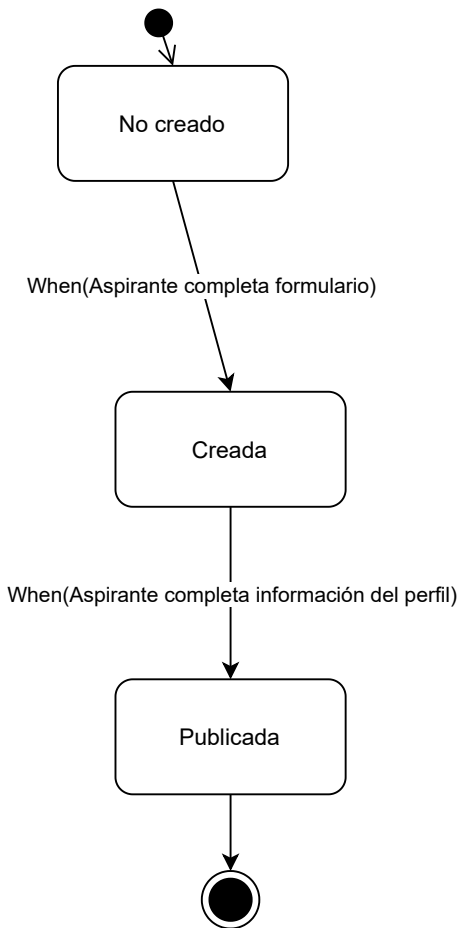 No creado
When(Aspirante completa formulario)
Creada
When(Aspirante completa información del perfil)
Publicada